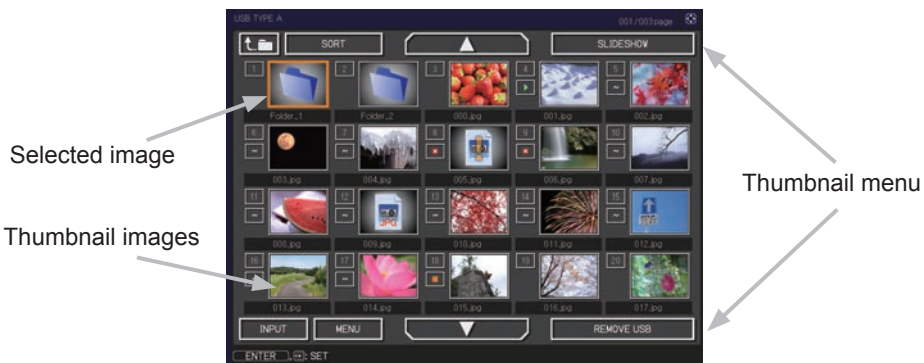 USB TYPE A 001/003page
SORT SLIDESHOW
1 2 3 4 5
Folder_1 Folder_2 000.jpg 001.jpg 002.jpg
Selected image
6 7 8 9 10
003.jpg 004.jpg 005.jpg 006.jpg 007.jpg
Thumbnail menu
11 12 13 14 15
JPG
Thumbnail images
008.jpg 009.jpg 010.jpg 011.jpg 012.jpg
16 17 18 19 20
013.jpg 014.jpg 015.jpg 016.jpg 017.jpg
INPUT MENU REMOVE USB
ENTER , : SET